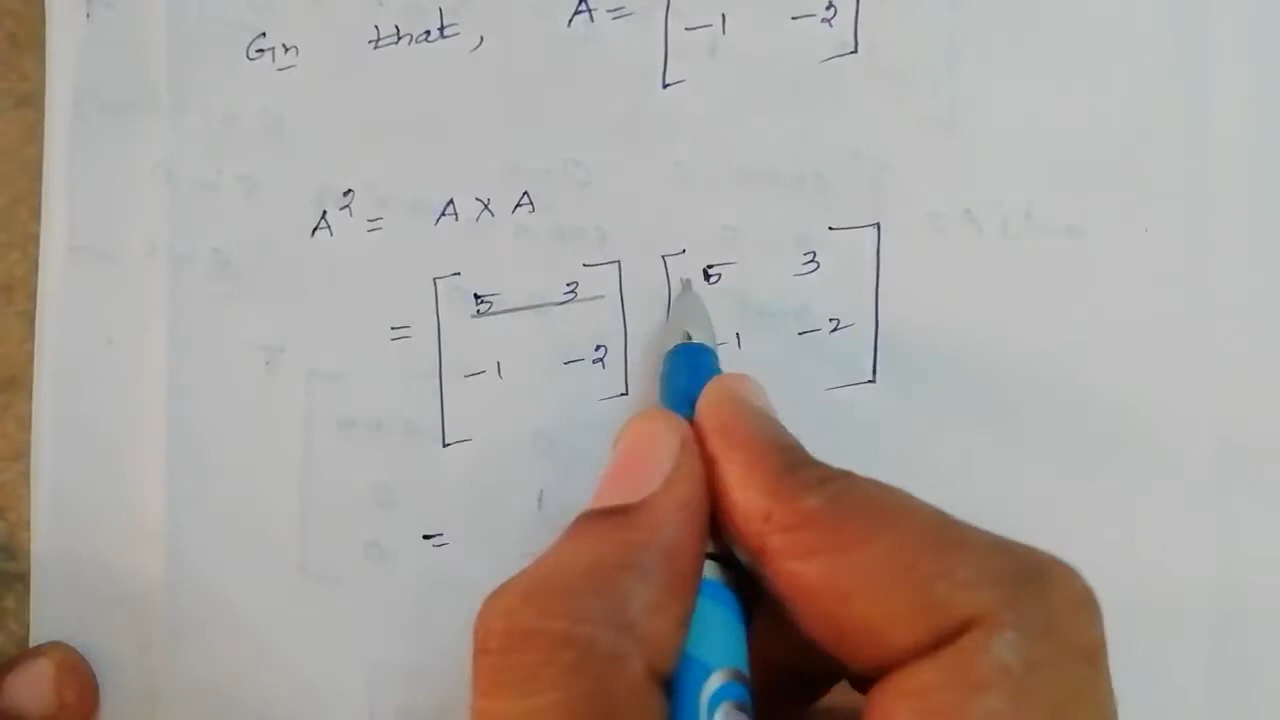 Gn that, A = [ -1 -2 ]
A² = A × A
= [ 5 3 [ 5 3
-1 -2 ] -1 -2 ]
=